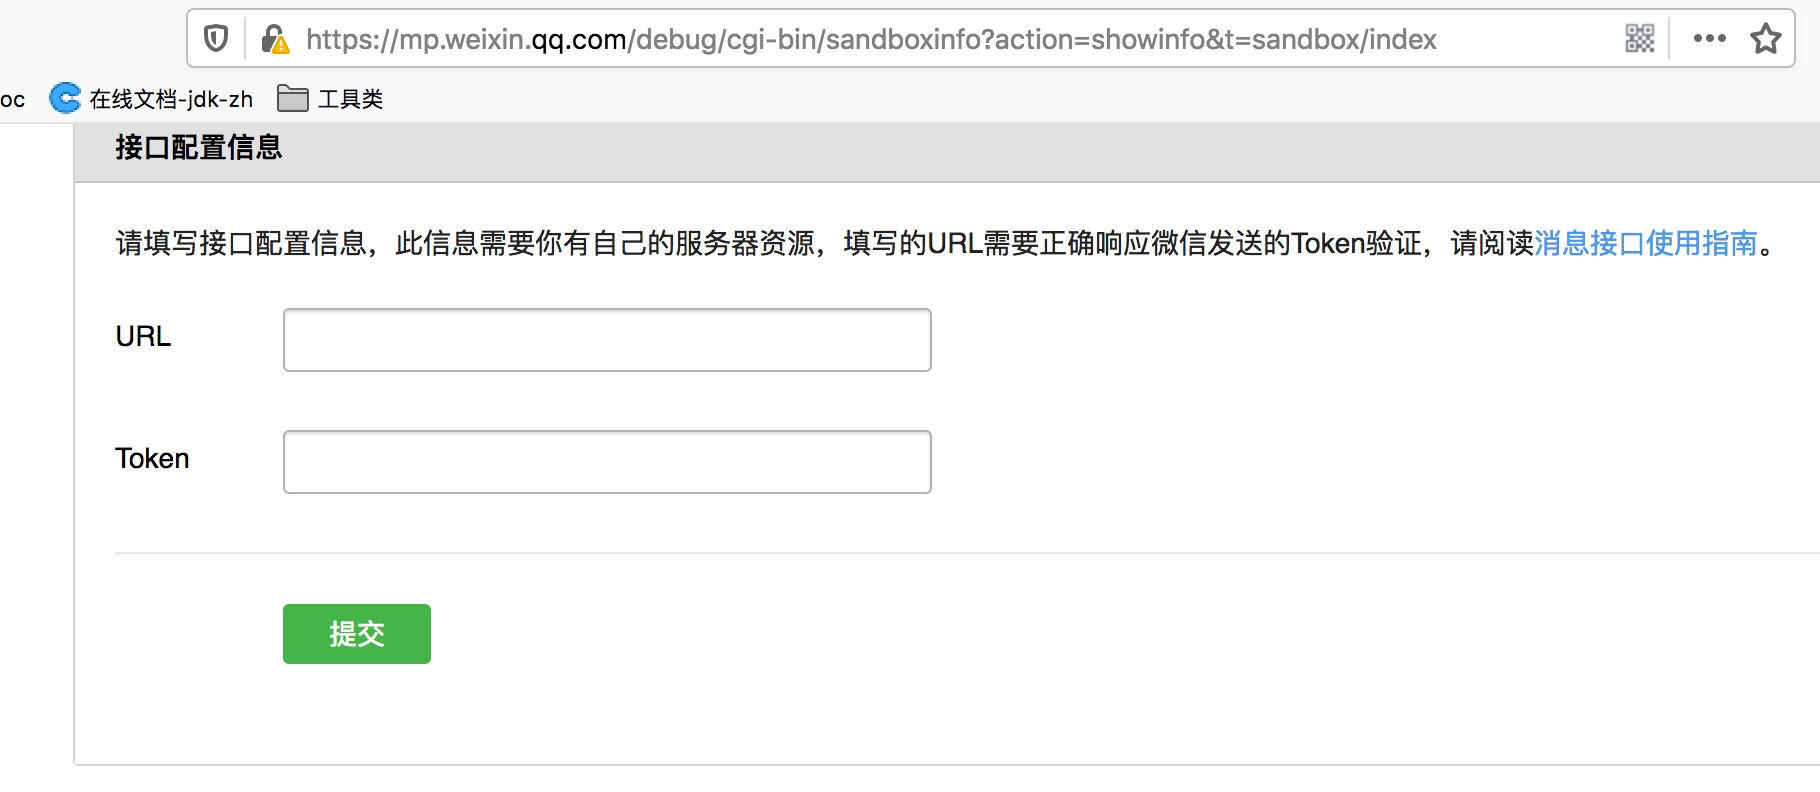 https://mp.weixin.qq.com/debug/cgi-bin/sandboxinfo?action=showinfo&t=sandbox/index
oc 在线文档-jdk-zh 工具类
接口配置信息
请填写接口配置信息，此信息需要你有自己的服务器资源，填写的URL需要正确响应微信发送的Token验证，请阅读消息接口使用指南。
URL
Token
提交